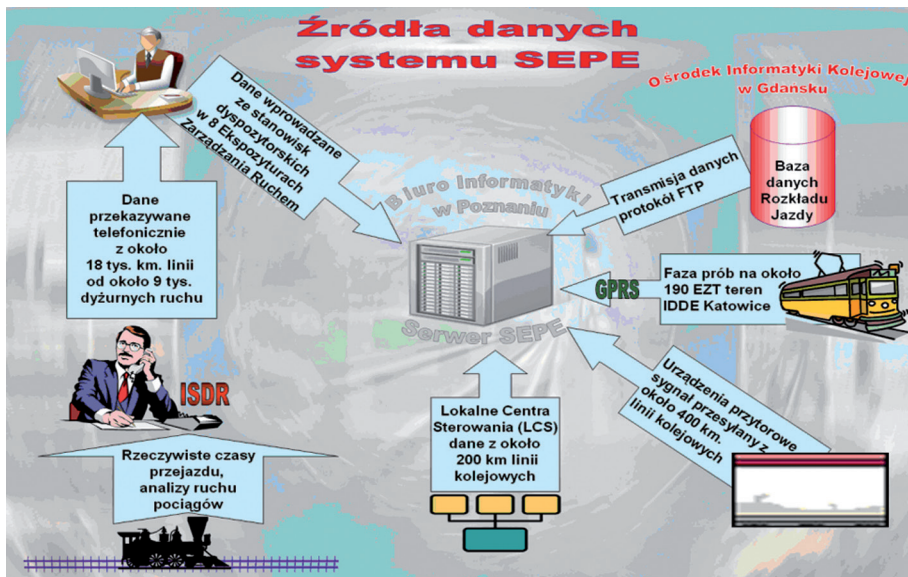 Źródła danych
systemu SEPE
Ośrodek Informatyki Kolejowej
w Gdańsku
Dane wprowadzane
ze stanowisk
dyspozytorskich
w 8 Ekspozyturach
Zarządzania Ruchem
Biuro Informatyki
w Poznaniu
Transmisja danych
protokół FTP
Baza
danych
Rozkładu
Jazdy
Dane
przekazywane
telefonicznie
z około
18 tys. km. linii
od około 9 tys.
dyżurnych ruchu
GPRS
Faza prób na około
190 EZT teren
IDDE Katowice
Serwer SEPE
ISDR
Lokalne Centra
Sterowania (LCS)
dane z około
200 km linii
kolejowych
Urządzenia przytorowe
sygnał przesyłany z
około 400 km.
linii kolejowych
Rzeczywiste czasy
przejazdu,
analizy ruchu
pociągów